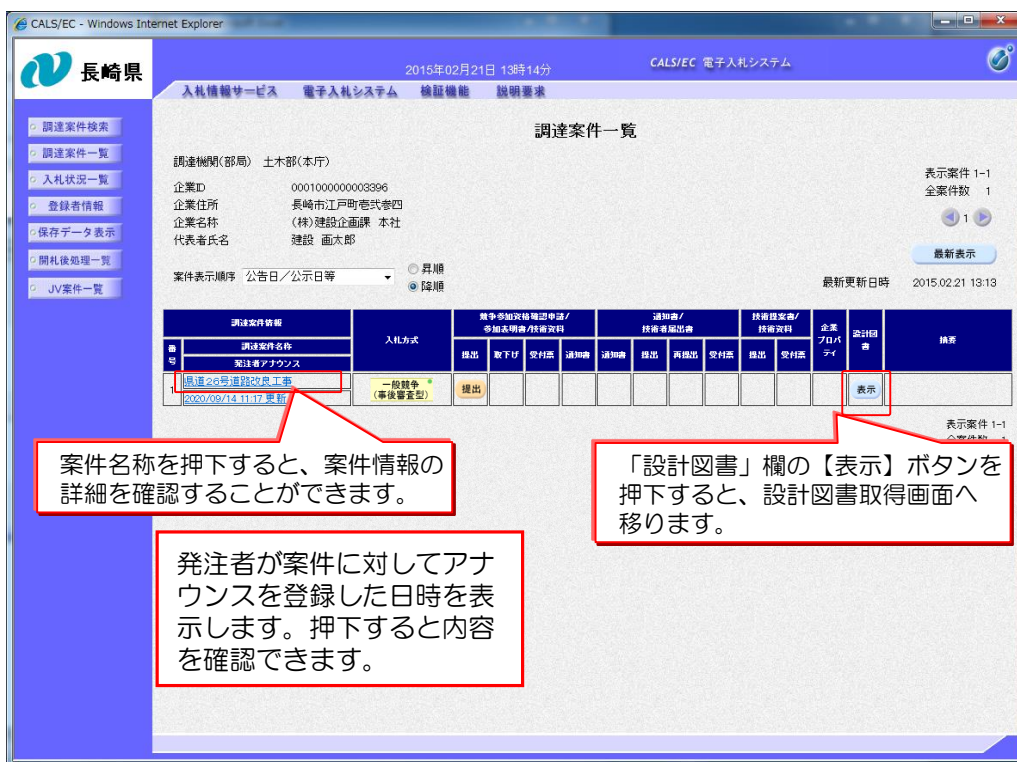 CALS/EC - Windows Internet Explorer
長崎県
2015年02月21日 13時14分
CALS/EC 電子入札システム
入札情報サービス 電子入札システム 検証機能 説明要求
調達案件検索
調達案件一覧
入札状況一覧
登録者情報
保存データ表示
開札後処理一覧
JV案件一覧
調達案件一覧
調達機関(部局) 土木部(本庁)
企業ID 0001000000003396
企業住所 長崎市江戸町壱弐参四
企業名称 (株)建設企画課 本社
代表者氏名 建設 画太郎
表示案件 1-1
全案件数 1
1
最新表示
案件表示順序 公告日/公示日等
昇順
降順
最新更新日時 2015.02.21 13:13
調達案件情報
番号
調達案件名称
発注者アナウンス
入札方式
競争参加資格確認申請/
参加表明書/技術資料
提出 取下げ 受付票 通知書
通知書/
技術者届出書
通知書 提出 再提出 受付票
技術提案書/
技術資料
提出 受付票
企業プロパティ
設計図書
摘要
1
県道26号道路改良工事
2020/09/14 11:17 更新
一般競争
(事後審査型)
提出
表示
表示案件 1-1
全案件数 1
案件名称を押下すると、案件情報の
詳細を確認することができます。
「設計図書」欄の【表示】ボタンを
押下すると、設計図書取得画面へ
移ります。
発注者が案件に対してアナ
ウンスを登録した日時を表
示します。押下すると内容
を確認できます。